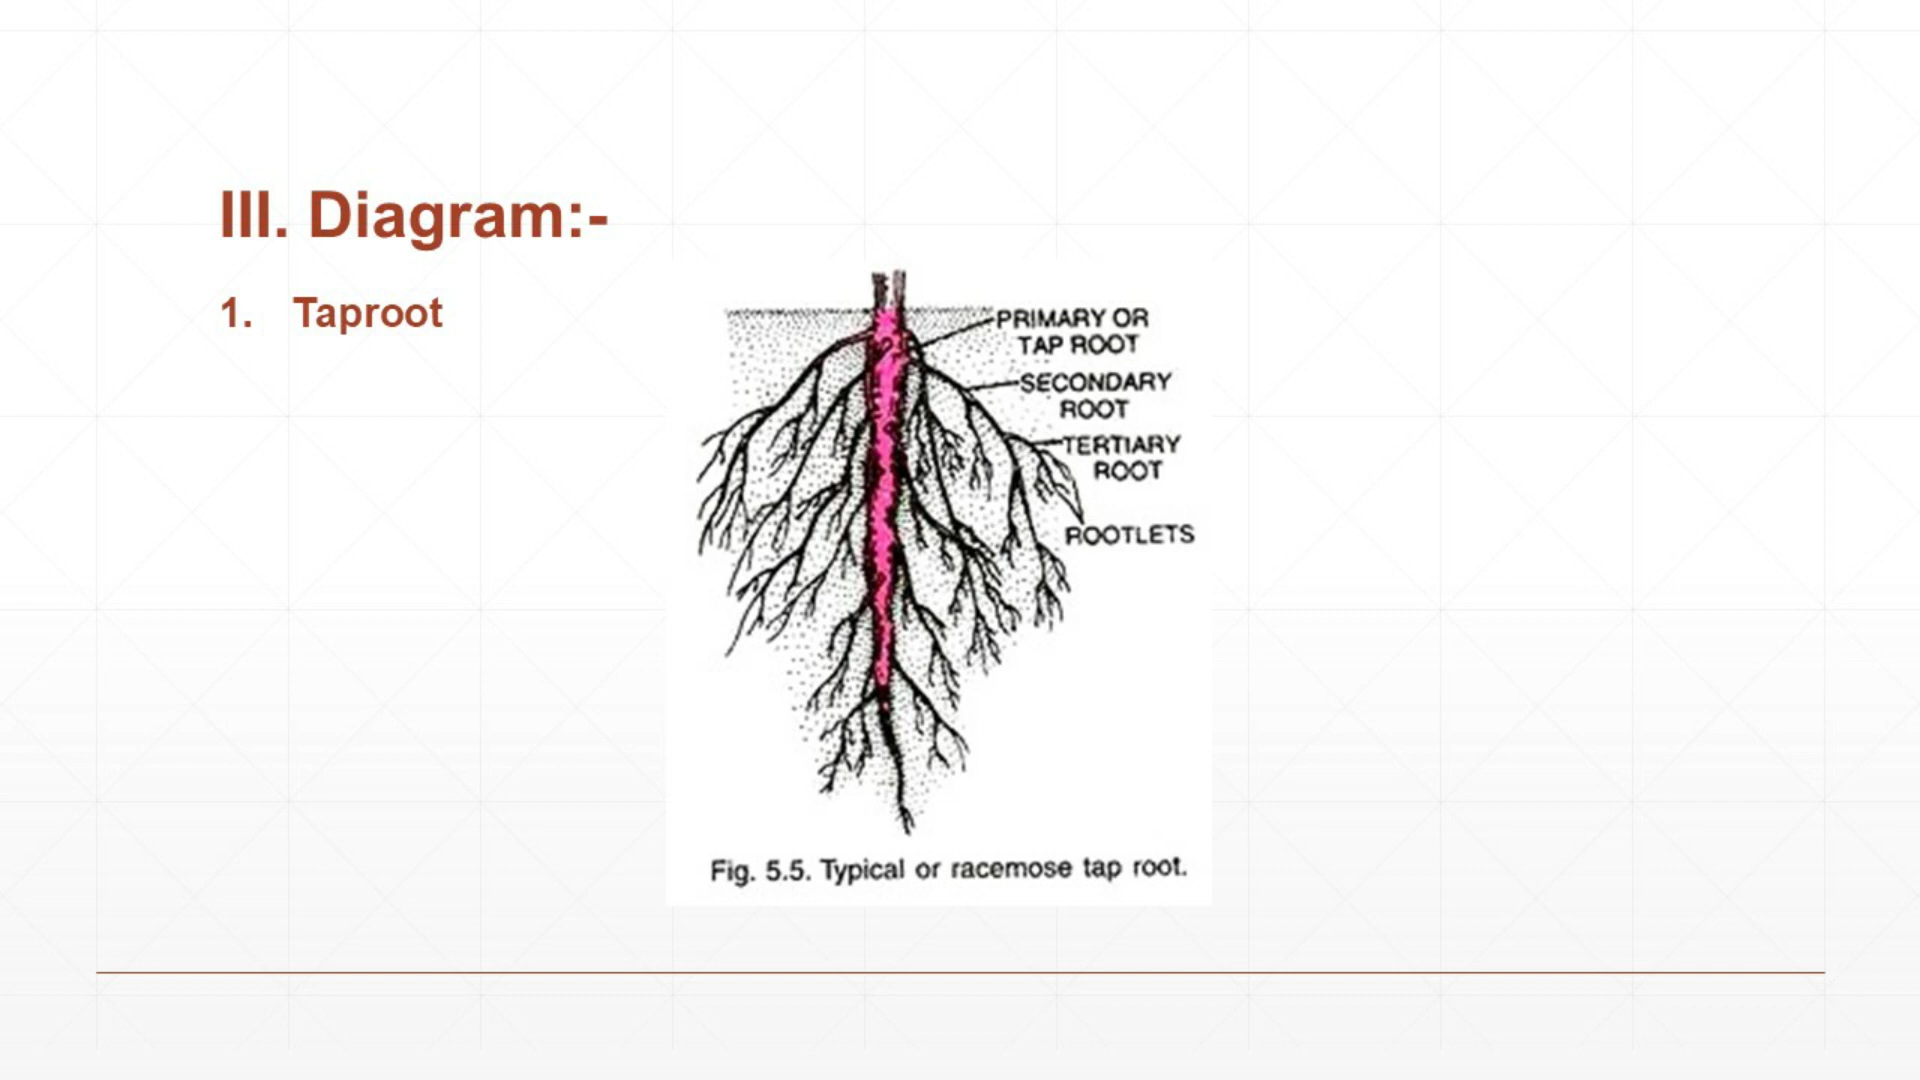 III. Diagram:-
1. Taproot
PRIMARY OR
TAP ROOT
SECONDARY
ROOT
TERTIARY
ROOT
ROOTLETS
Fig. 5.5. Typical or racemose tap root.